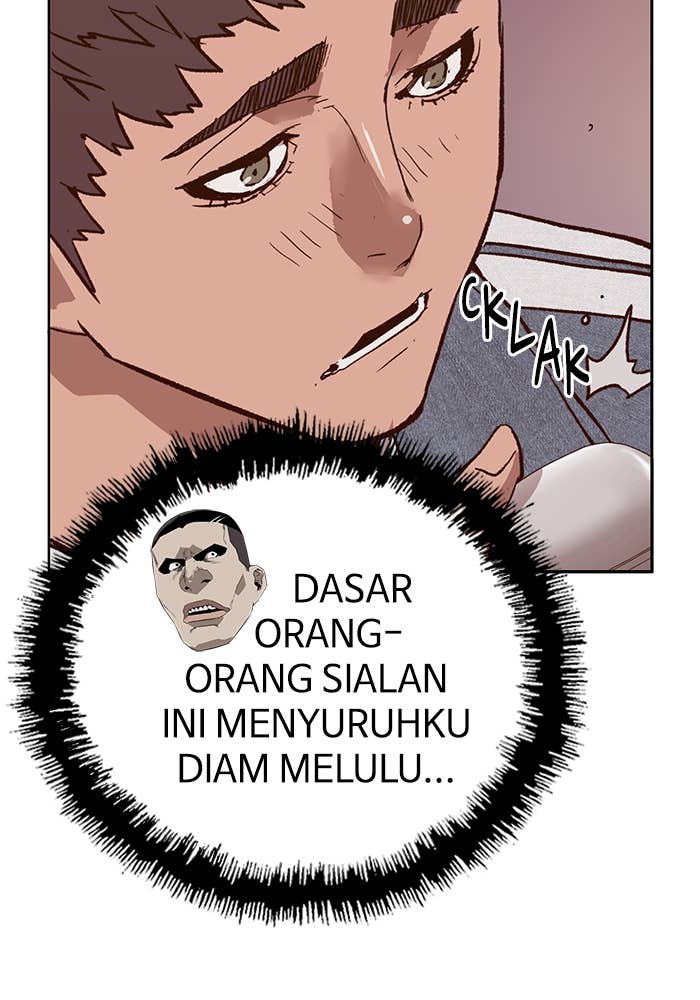 CKLAK
DASAR
ORANG-
ORANG SIALAN
INI MENYURUHKU
DIAM MELULU...